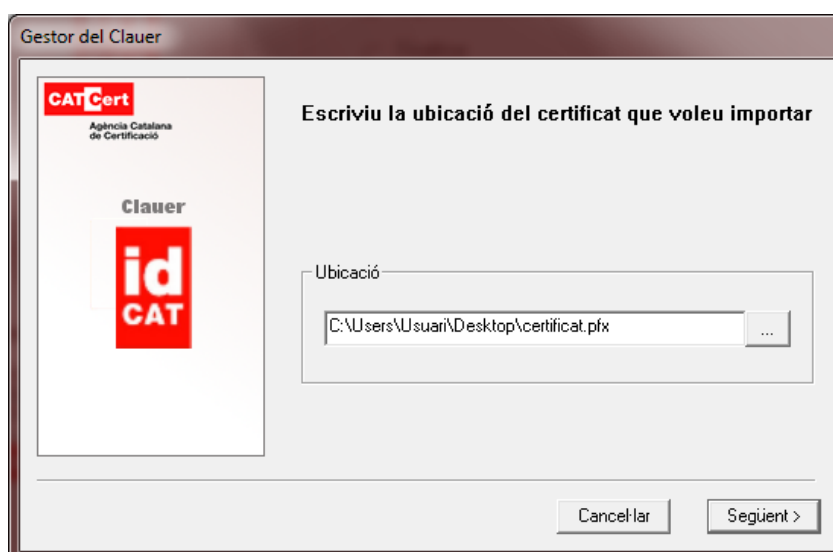 Gestor del Clauer
CATCert
Agència Catalana
de Certificació
Clauer
id
CAT
Escriviu la ubicació del certificat que voleu importar
Ubicació
C:\Users\Usuari\Desktop\certificat.pfx
...
Cancel·lar
Següent >